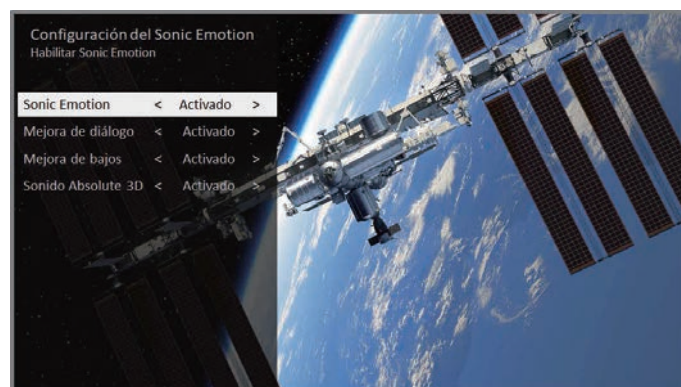 Configuración del Sonic Emotion
Habilitar Sonic Emotion
Sonic Emotion < Activado >
Mejora de diálogo < Activado >
Mejora de bajos < Activado >
Sonido Absolute 3D < Activado >